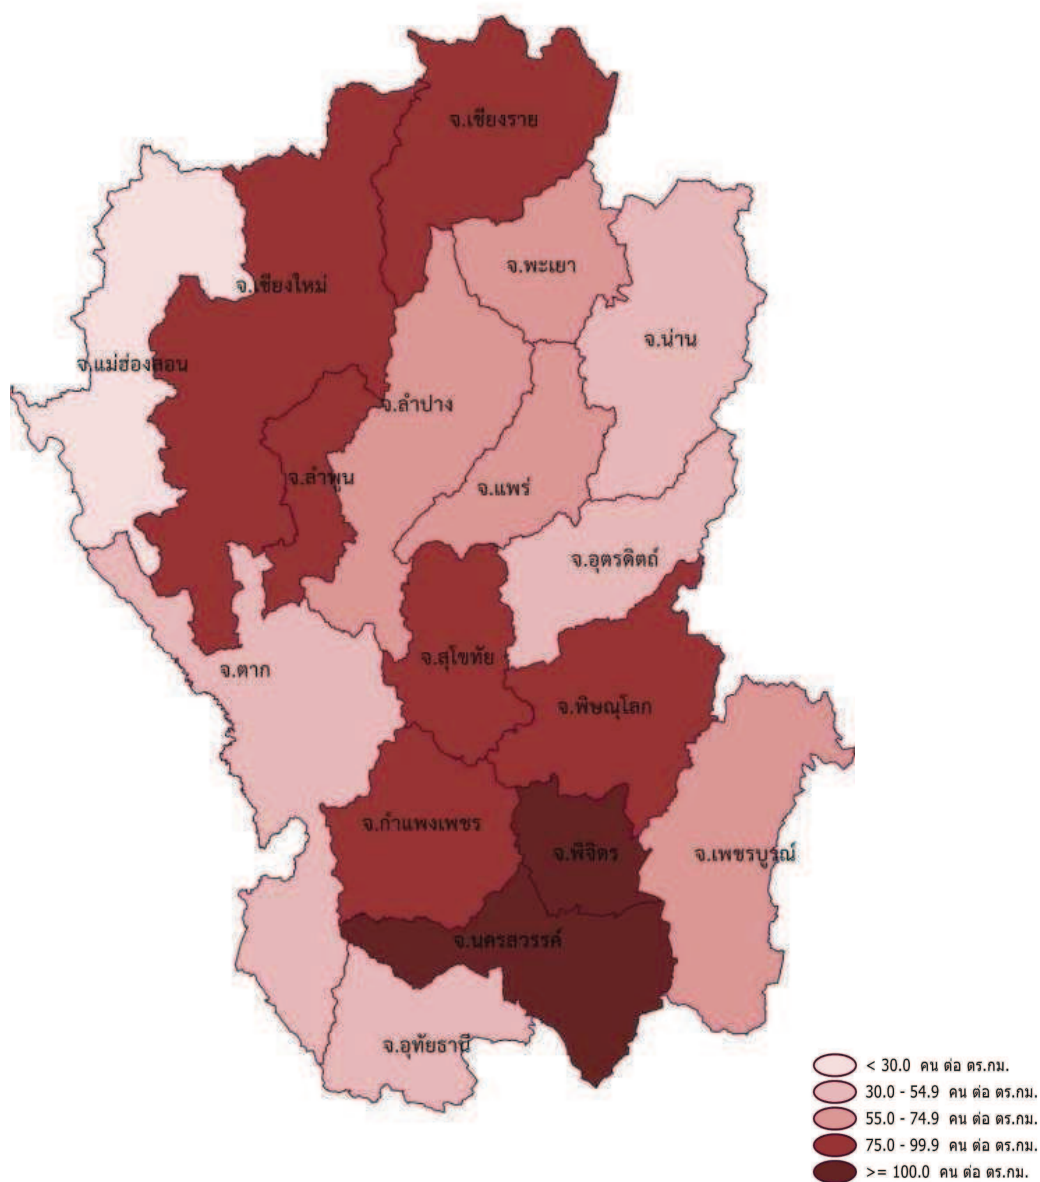 จ.เชียงราย
จ.พะเยา
จ.เชียงใหม่
จ.น่าน
จ.แม่ฮ่องสอน
จ.ลำปาง
จ.ลำพูน
จ.แพร่
จ.อุตรดิตถ์
จ.สุโขทัย
จ.ตาก
จ.พิษณุโลก
จ.กำแพงเพชร
จ.พิจิตร
จ.เพชรบูรณ์
จ.นครสวรรค์
จ.อุทัยธานี
< 30.0 คน ต่อ ตร.กม.
30.0 - 54.9 คน ต่อ ตร.กม.
55.0 - 74.9 คน ต่อ ตร.กม.
75.0 - 99.9 คน ต่อ ตร.กม.
>= 100.0 คน ต่อ ตร.กม.